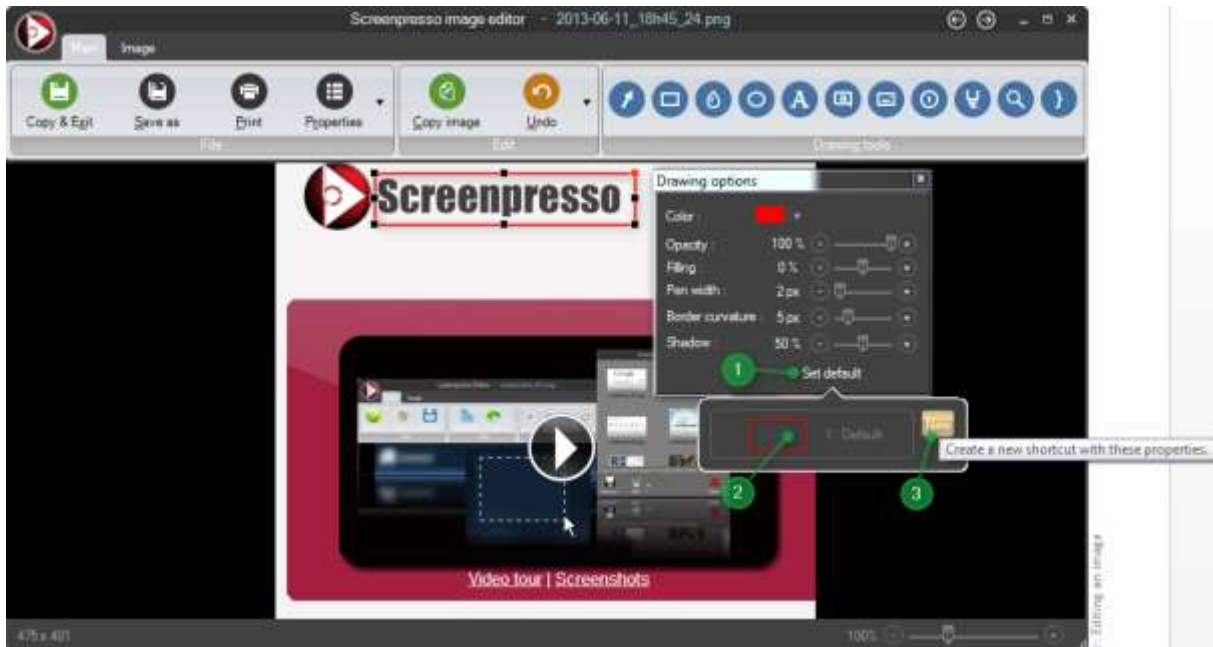 Screenpresso image editor - 2013-06-11_18h45_24.png
Main Image
Copy & Exit Save as Print Properties Copy image Undo
File Edit Drawing tools
Screenpresso
Drawing options
Color :
Opacity : 100 %
Filling : 0 %
Pen width : 2 px
Border curvature : 5 px
Shadow : 50 %
1 Set default
1 : Default New
Create a new shortcut with these properties.
2 3
Video tour | Screenshots
Editing an image
475 x 401 100%